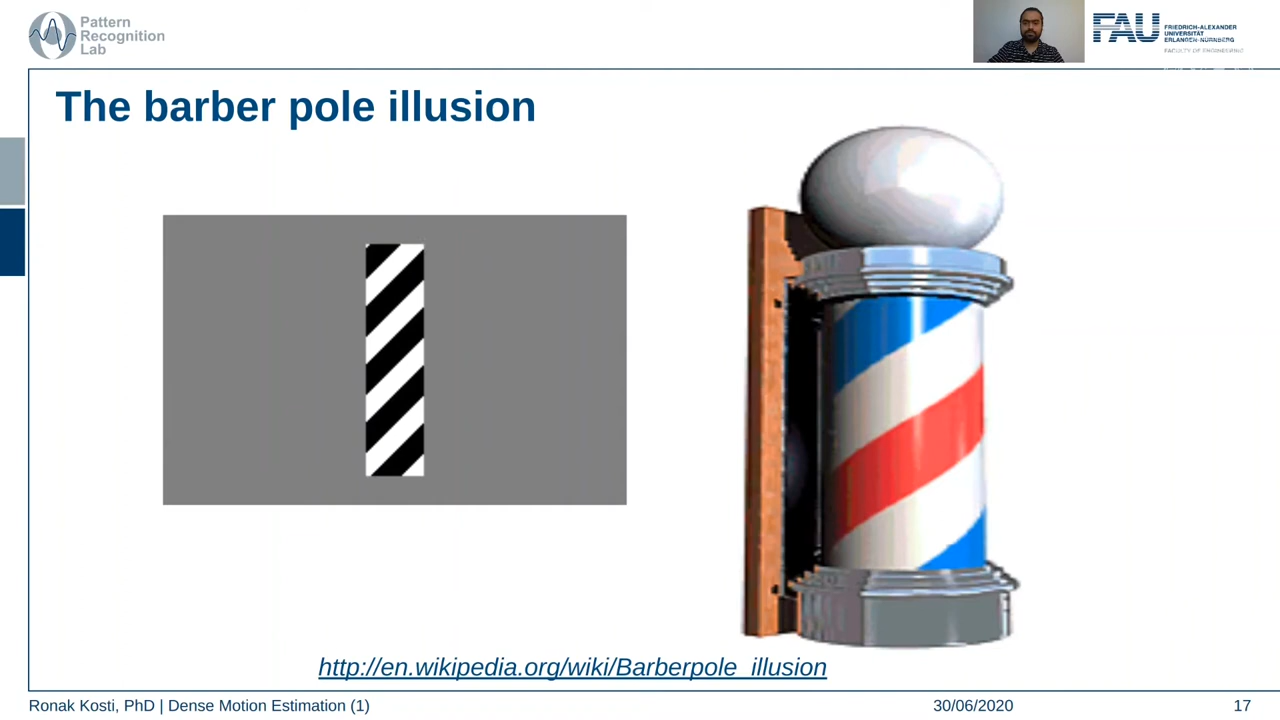 Pattern
Recognition
Lab
FAU
FRIEDRICH-ALEXANDER
UNIVERSITÄT
ERLANGEN-NÜRNBERG
FACULTY OF ENGINEERING
The barber pole illusion
http://en.wikipedia.org/wiki/Barberpole_illusion
Ronak Kosti, PhD | Dense Motion Estimation (1)
30/06/2020
17